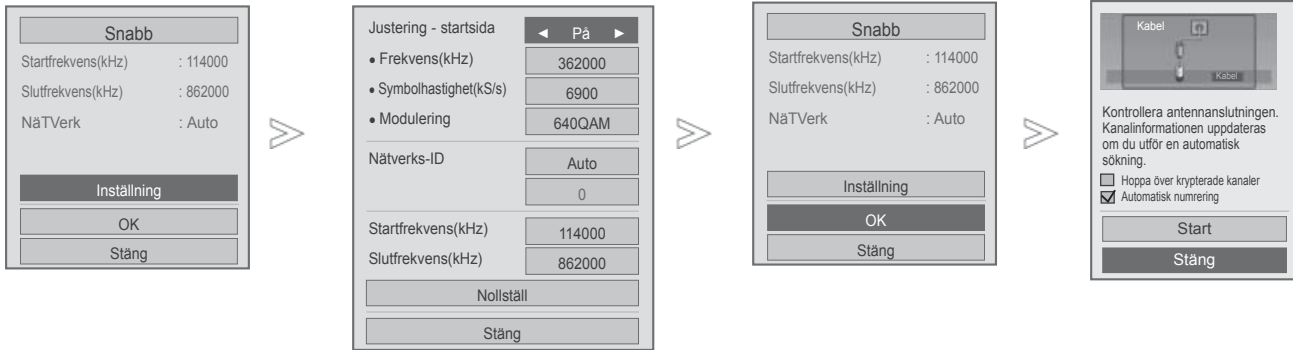 Snabb
Startfrekvens(kHz) : 114000
Slutfrekvens(kHz) : 862000
NäTVerk : Auto
Inställning
OK
Stäng
Justering - startsida ◄ På ►
• Frekvens(kHz) 362000
• Symbolhastighet(kS/s) 6900
• Modulering 640QAM
Nätverks-ID Auto
0
Startfrekvens(kHz) 114000
Slutfrekvens(kHz) 862000
Nollställ
Stäng
Snabb
Startfrekvens(kHz) : 114000
Slutfrekvens(kHz) : 862000
NäTVerk : Auto
Inställning
OK
Stäng
Kabel
Kabel
Kontrollera antennanslutningen.
Kanalinformationen uppdateras
om du utför en automatisk
sökning.
Hoppa över krypterade kanaler
Automatisk numrering
Start
Stäng